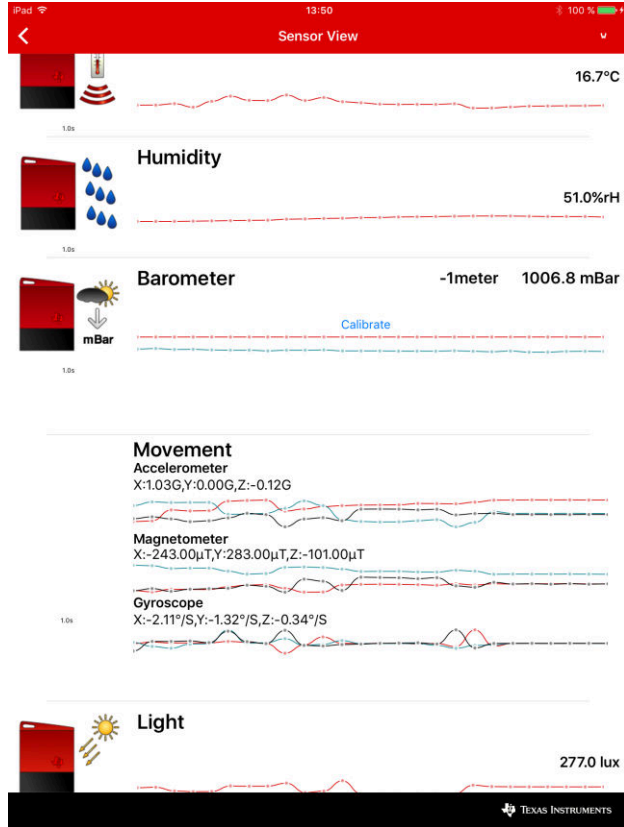 iPad 13:50 100 %
Sensor View
16.7°C
1.0s
Humidity
51.0%rH
1.0s
Barometer -1meter 1006.8 mBar
Calibrate
mBar
1.0s
Movement
Accelerometer
X:1.03G,Y:0.00G,Z:-0.12G
Magnetometer
X:-243.00µT,Y:283.00µT,Z:-101.00µT
Gyroscope
1.0s X:-2.11°/S,Y:-1.32°/S,Z:-0.34°/S
Light
277.0 lux
TEXAS INSTRUMENTS